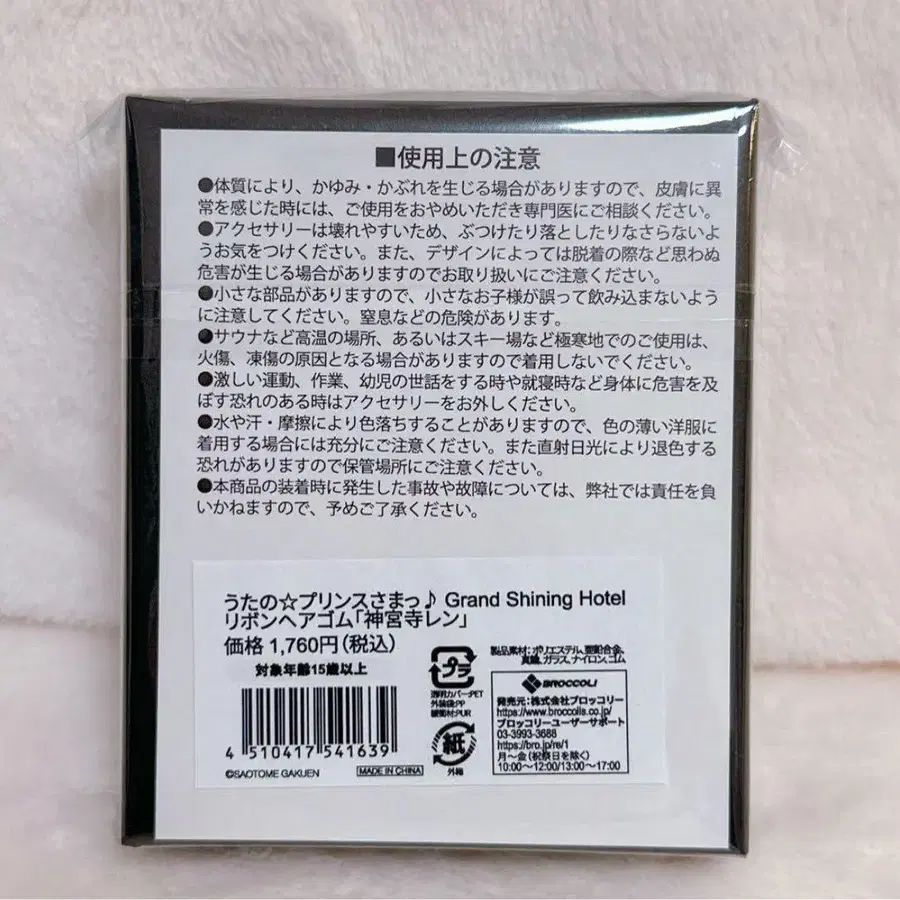 ■使用上の注意
●体質により、かゆみ・かぶれを生じる場合がありますので、皮膚に異
常を感じた時には、ご使用をおやめいただき専門医にご相談ください。
●アクセサリーは壊れやすいため、ぶつけたり落としたりなさらないよ
うお気をつけください。また、デザインによっては脱着の際など思わぬ
危害が生じる場合がありますのでお取り扱いにご注意ください。
●小さな部品がありますので、小さなお子様が誤って飲み込まないよう
に注意してください。窒息などの危険があります。
●サウナなど高温の場所、あるいはスキー場など極寒地でのご使用は、
火傷、凍傷の原因となる場合がありますので着用しないでください。
●激しい運動、作業、幼児の世話をする時や就寝時など身体に危害を及
ぼす恐れのある時はアクセサリーをお外しください。
●水や汗・摩擦により色落ちすることがありますので、色の薄い洋服に
着用する場合には充分にご注意ください。また直射日光により退色する
恐れがありますので保管場所にご注意ください。
●本商品の装着時に発生した事故や故障については、弊社では責任を負
いかねますので、予めご了承ください。
うたの☆プリンスさまっ♪ Grand Shining Hotel
リボンヘアゴム「神宮寺レン」
価格 1,760円(税込)
対象年齢15歳以上
4 510417 541639
©SAOTOME GAKUEN
MADE IN CHINA
プラ
透明カバー:PET
外装袋:PP
緩衝材:PUR
紙
外箱
製品素材:ポリエステル、亜鉛合金、
真鍮、ガラス、ナイロン、ゴム
BROCCOLI
発売元:株式会社ブロッコリー
https://www.broccolis.co.jp/
ブロッコリーユーザーサポート
03-3993-3688
https://bro.jp/rs/1
月~金(祝祭日を除く)
10:00~12:00/13:00~17:00